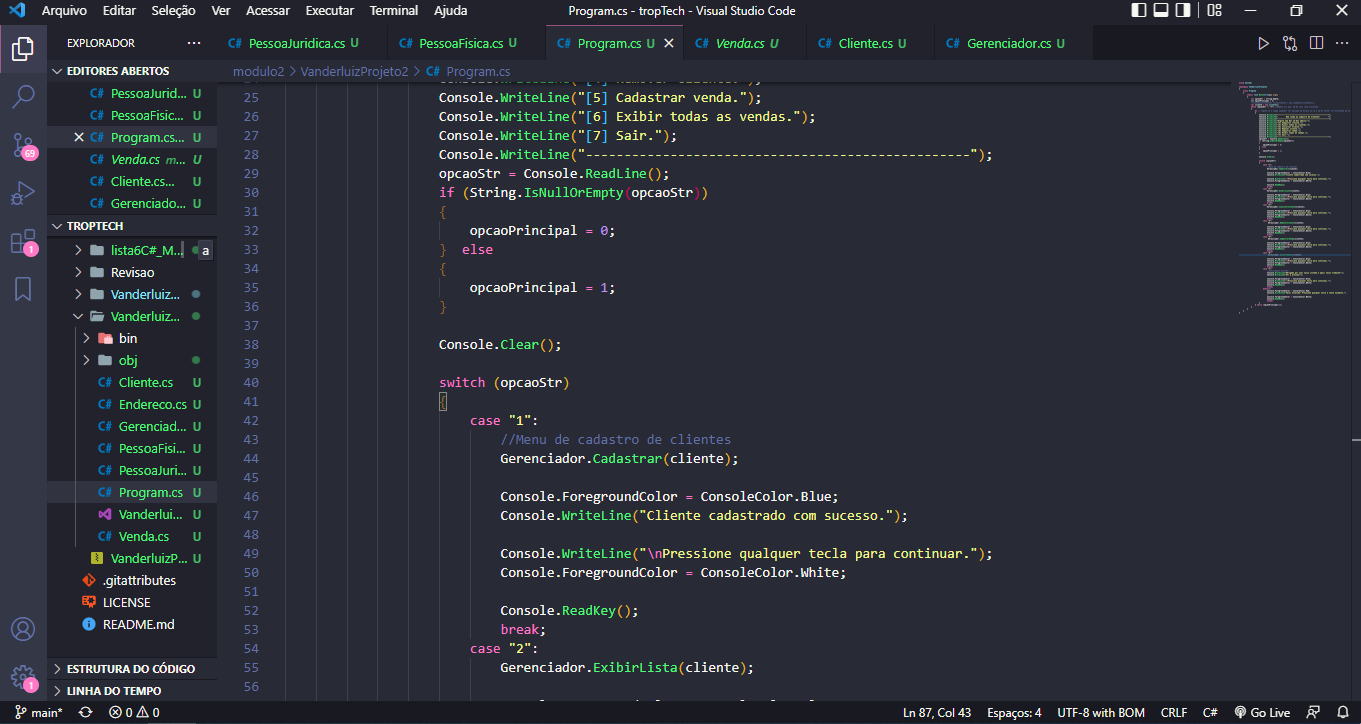 Arquivo Editar Seleção Ver Acessar Executar Terminal Ajuda Program.cs - tropTech - Visual Studio Code
EXPLORADOR ...
C# PessoaJuridica.cs U C# PessoaFisica.cs U C# Program.cs U C# Venda.cs U C# Cliente.cs U C# Gerenciador.cs U
modulo2 > VanderluizProjeto2 > C# Program.cs
EDITORES ABERTOS
C# PessoaJurid... U
C# PessoaFisic... U
C# Program.cs... U
C# Venda.cs m... U
C# Cliente.cs... U
C# Gerenciado... U
TROPTECH
lista6C#_M... a
Revisao
Vanderluiz...
Vanderluiz...
bin
obj
C# Cliente.cs U
C# Endereco.cs U
C# Gerenciad... U
C# PessoaFisi... U
C# PessoaJuri... U
C# Program.cs U
Vanderlui... U
C# Venda.cs U
VanderluizP... U
.gitattributes
LICENSE
README.md
ESTRUTURA DO CÓDIGO
LINHA DO TEMPO
69
1
1
25 Console.WriteLine("[5] Cadastrar venda.");
26 Console.WriteLine("[6] Exibir todas as vendas.");
27 Console.WriteLine("[7] Sair.");
28 Console.WriteLine("--------------------------------------------------");
29 opcaoStr = Console.ReadLine();
30 if (String.IsNullOrEmpty(opcaoStr))
31 {
32 opcaoPrincipal = 0;
33 } else
34 {
35 opcaoPrincipal = 1;
36 }
37
38 Console.Clear();
39
40 switch (opcaoStr)
41 {
42 case "1":
43 //Menu de cadastro de clientes
44 Gerenciador.Cadastrar(cliente);
45
46 Console.ForegroundColor = ConsoleColor.Blue;
47 Console.WriteLine("Cliente cadastrado com sucesso.");
48
49 Console.WriteLine("\nPressione qualquer tecla para continuar.");
50 Console.ForegroundColor = ConsoleColor.White;
51
52 Console.ReadKey();
53 break;
54 case "2":
55 Gerenciador.ExibirLista(cliente);
56
main* 0 0 Ln 87, Col 43 Espaços: 4 UTF-8 with BOM CRLF C# Go Live